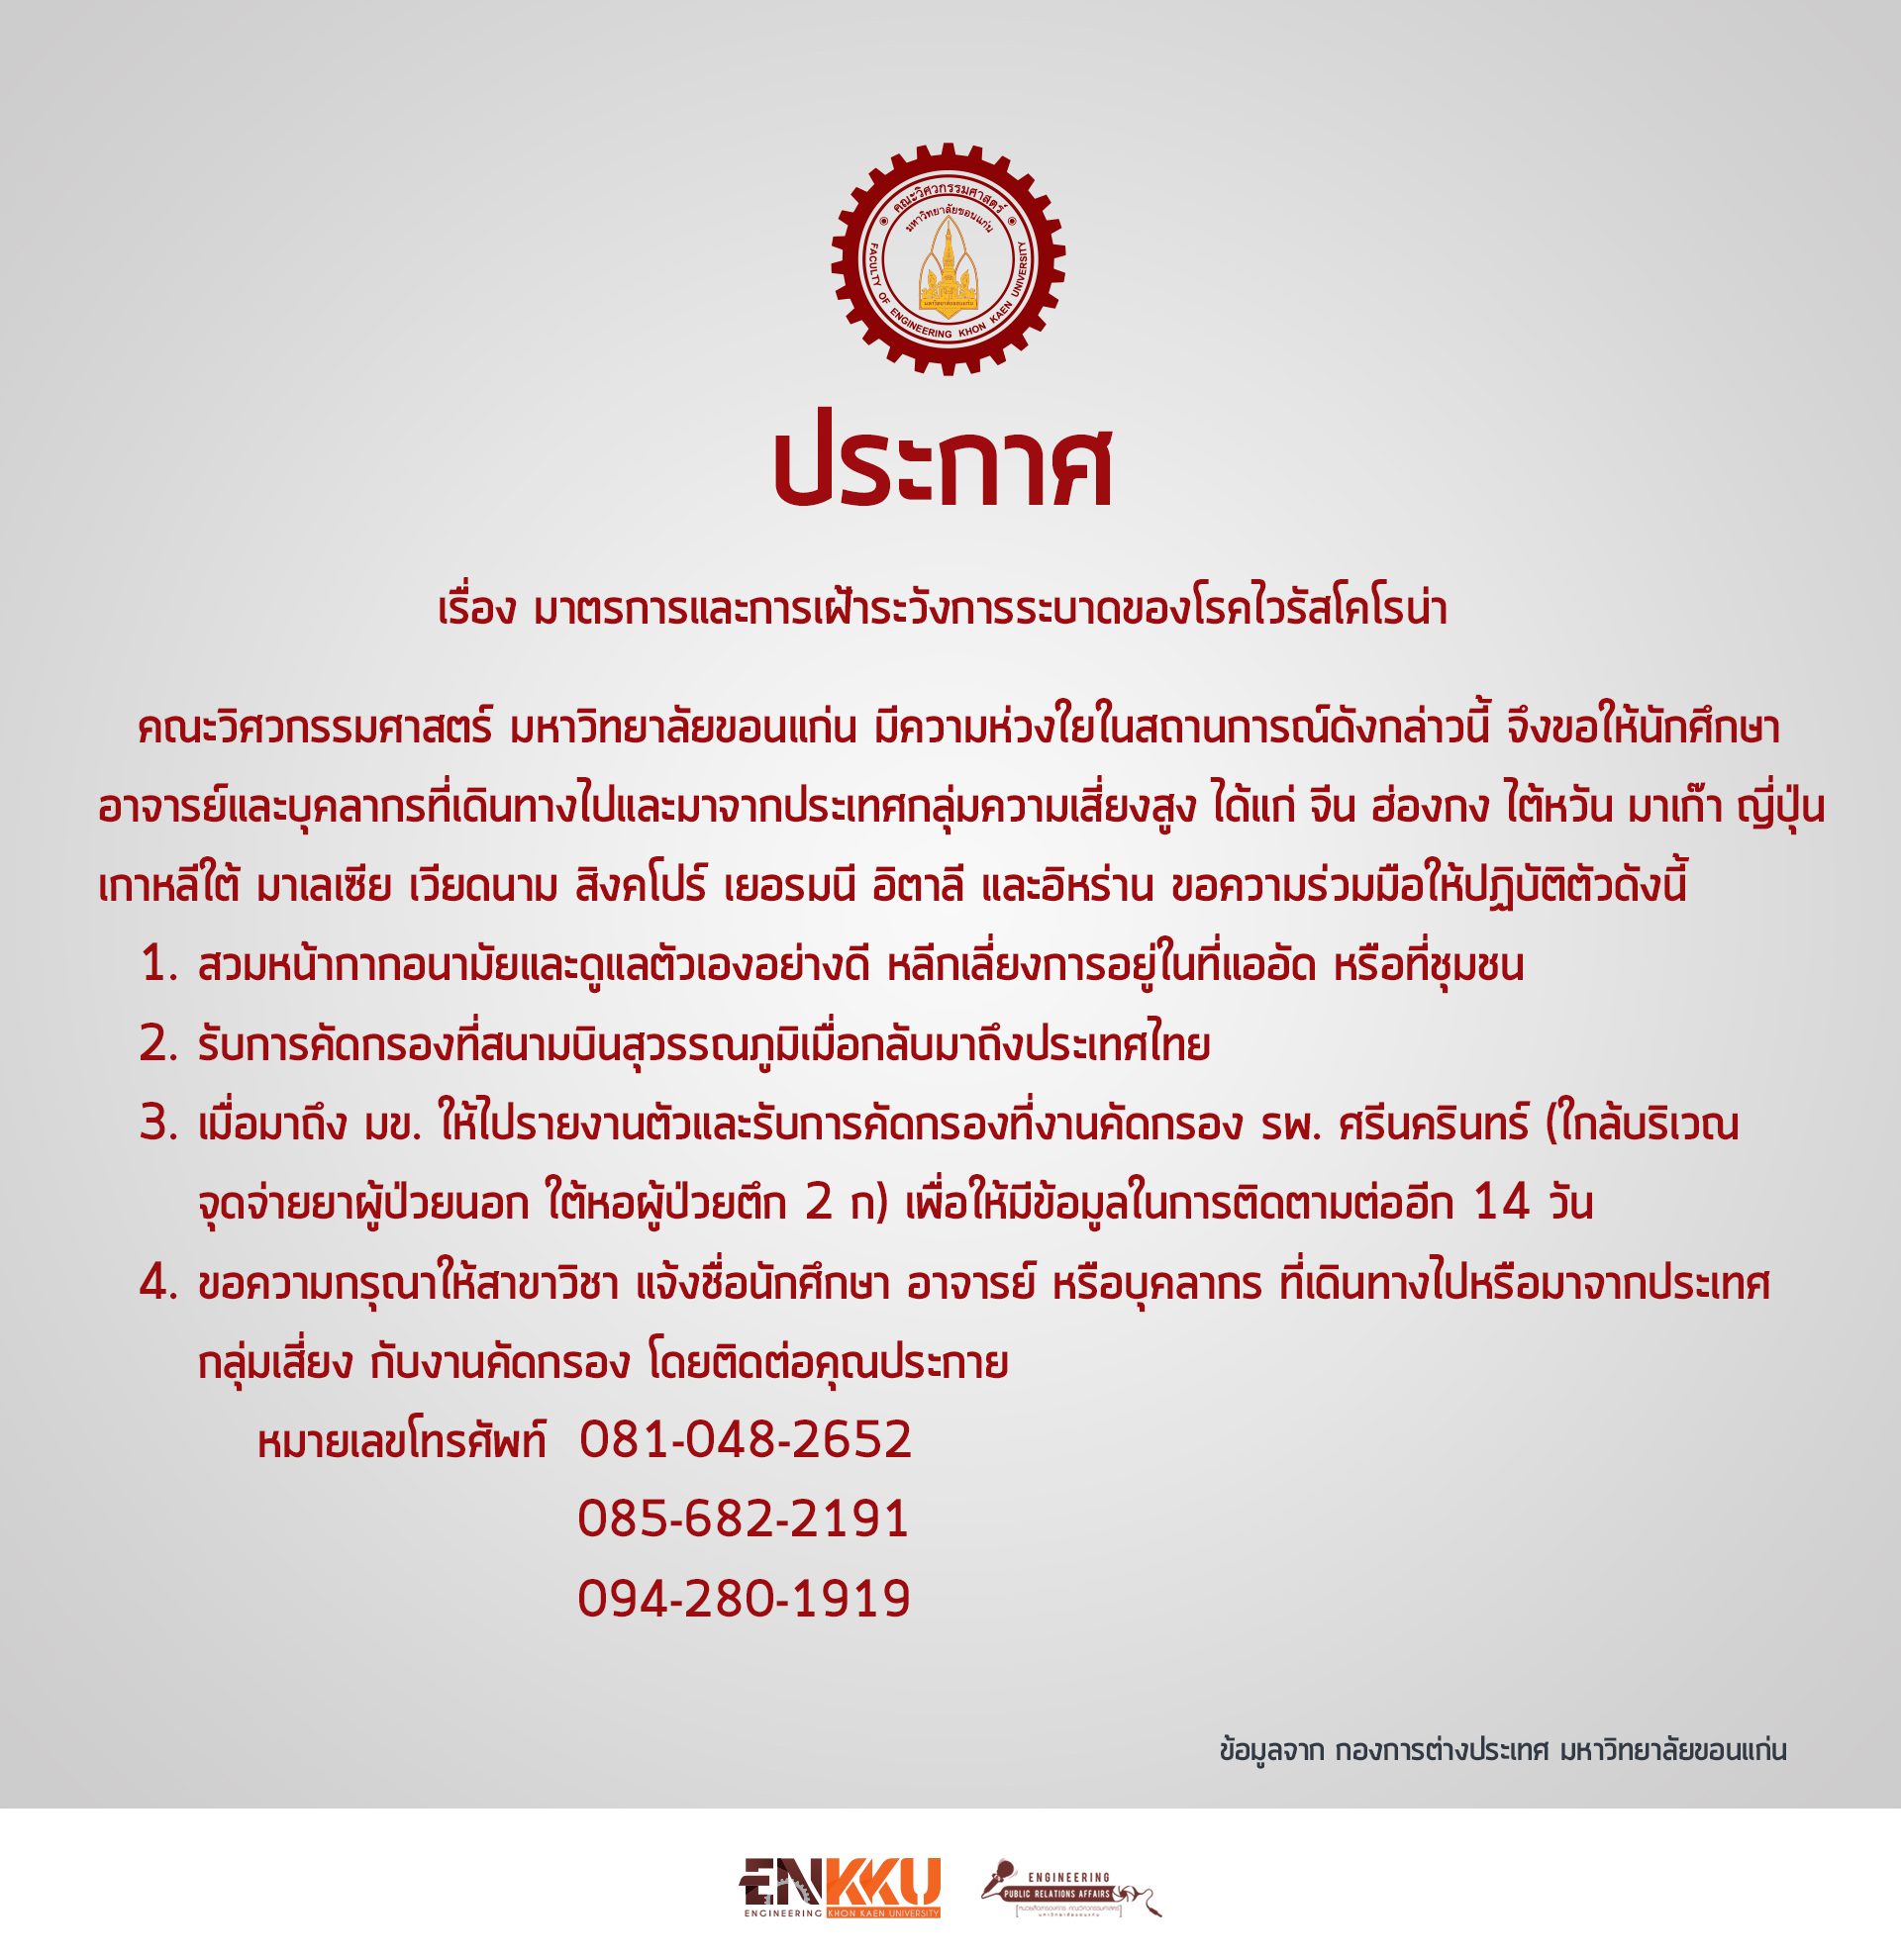 คณะวิศวกรรมศาสตร์
มหาวิทยาลัยขอนแก่น
มหาวิทยาลัยขอนแก่น
FACULTY OF ENGINEERING KHON KAEN UNIVERSITY
ประกาศ
เรื่อง มาตรการและการเฝ้าระวังการระบาดของโรคไวรัสโคโรน่า
คณะวิศวกรรมศาสตร์ มหาวิทยาลัยขอนแก่น มีความห่วงใยในสถานการณ์ดังกล่าวนี้ จึงขอให้นักศึกษา
อาจารย์และบุคลากรที่เดินทางไปและมาจากประเทศกลุ่มความเสี่ยงสูง ได้แก่ จีน ฮ่องกง ไต้หวัน มาเก๊า ญี่ปุ่น
เกาหลีใต้ มาเลเซีย เวียดนาม สิงคโปร์ เยอรมนี อิตาลี และอิหร่าน ขอความร่วมมือให้ปฏิบัติตัวดังนี้
1. สวมหน้ากากอนามัยและดูแลตัวเองอย่างดี หลีกเลี่ยงการอยู่ในที่แออัด หรือที่ชุมชน
2. รับการคัดกรองที่สนามบินสุวรรณภูมิเมื่อกลับมาถึงประเทศไทย
3. เมื่อมาถึง มข. ให้ไปรายงานตัวและรับการคัดกรองที่งานคัดกรอง รพ. ศรีนครินทร์ (ใกล้บริเวณ
จุดจ่ายยาผู้ป่วยนอก ใต้หอผู้ป่วยตึก 2 ก) เพื่อให้มีข้อมูลในการติดตามต่ออีก 14 วัน
4. ขอความกรุณาให้สาขาวิชา แจ้งชื่อนักศึกษา อาจารย์ หรือบุคลากร ที่เดินทางไปหรือมาจากประเทศ
กลุ่มเสี่ยง กับงานคัดกรอง โดยติดต่อคุณประกาย
หมายเลขโทรศัพท์ 081-048-2652
085-682-2191
094-280-1919
ข้อมูลจาก กองการต่างประเทศ มหาวิทยาลัยขอนแก่น
ENKKU
ENGINEERING KHON KAEN UNIVERSITY
ENGINEERING
PUBLIC RELATIONS AFFAIRS
มหาวิทยาลัยขอนแก่น